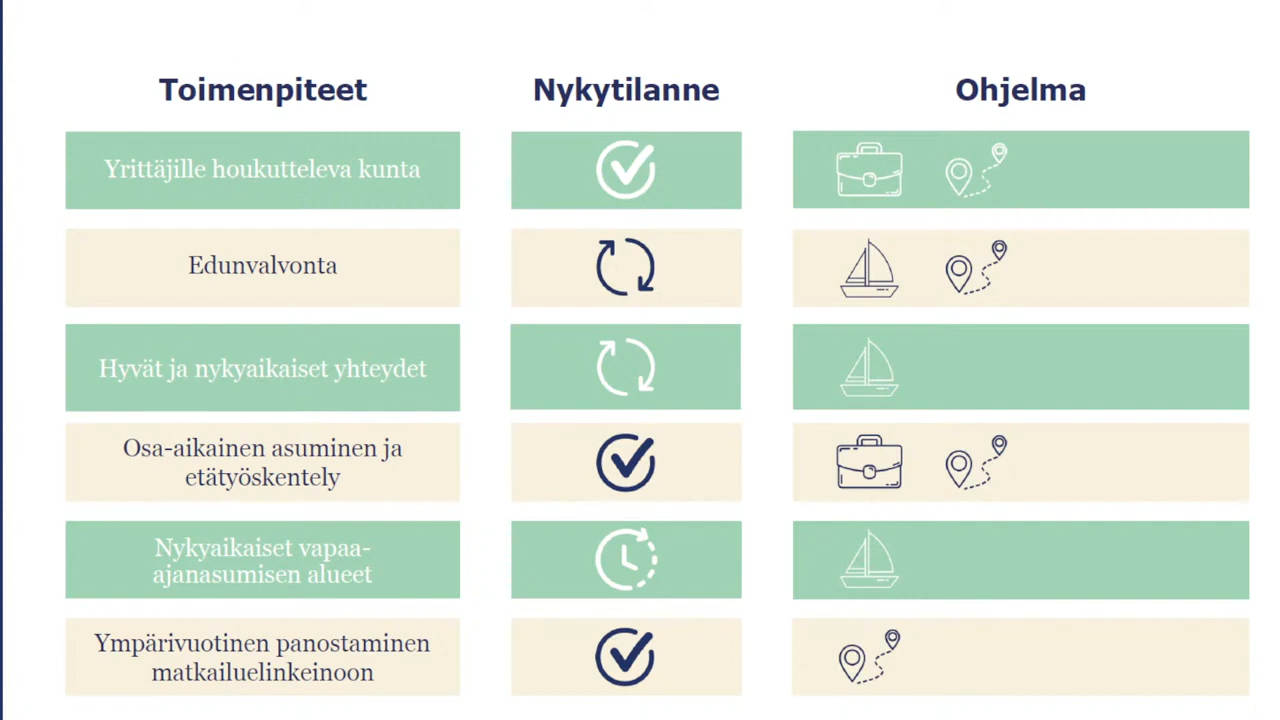 Toimenpiteet
Nykytilanne
Ohjelma
Yrittäjille houkutteleva kunta
Edunvalvonta
Hyvät ja nykyaikaiset yhteydet
Osa-aikainen asuminen ja
etätyöskentely
Nykyaikaiset vapaa-
ajanasumisen alueet
Ympärivuotinen panostaminen
matkailuelinkeinoon